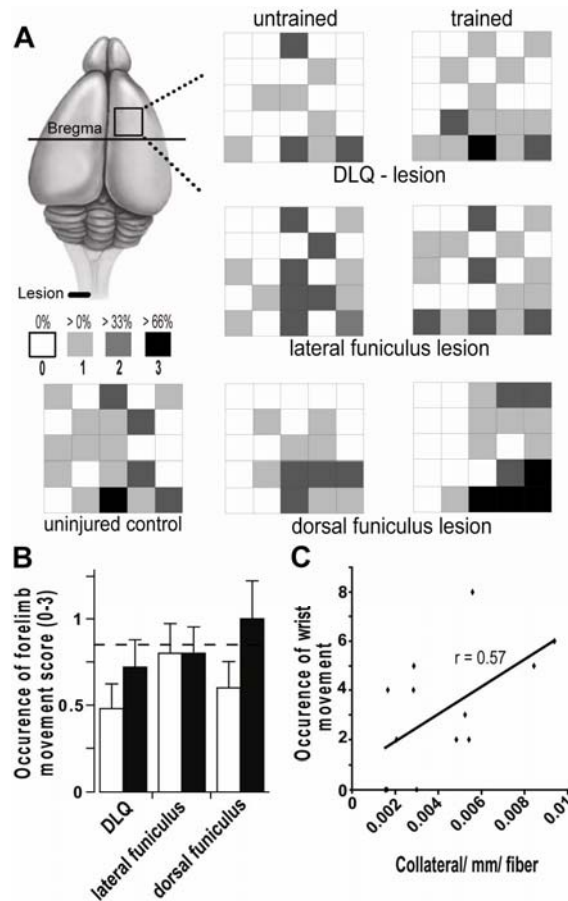 A
untrained
trained
Bregma
DLQ - lesion
Lesion
0% > 0% > 33% > 66%
0 1 2 3
lateral funiculus lesion
uninjured control
dorsal funiculus lesion
B
Occurence of forelimb
movement score (0-3)
1
0.5
0
DLQ
lateral funiculus
dorsal funiculus
C
Occurence of wrist
movement
8
6
4
2
0
r = 0.57
0
0.002
0.004
0.006
0.008
0.01
Collateral/ mm/ fiber